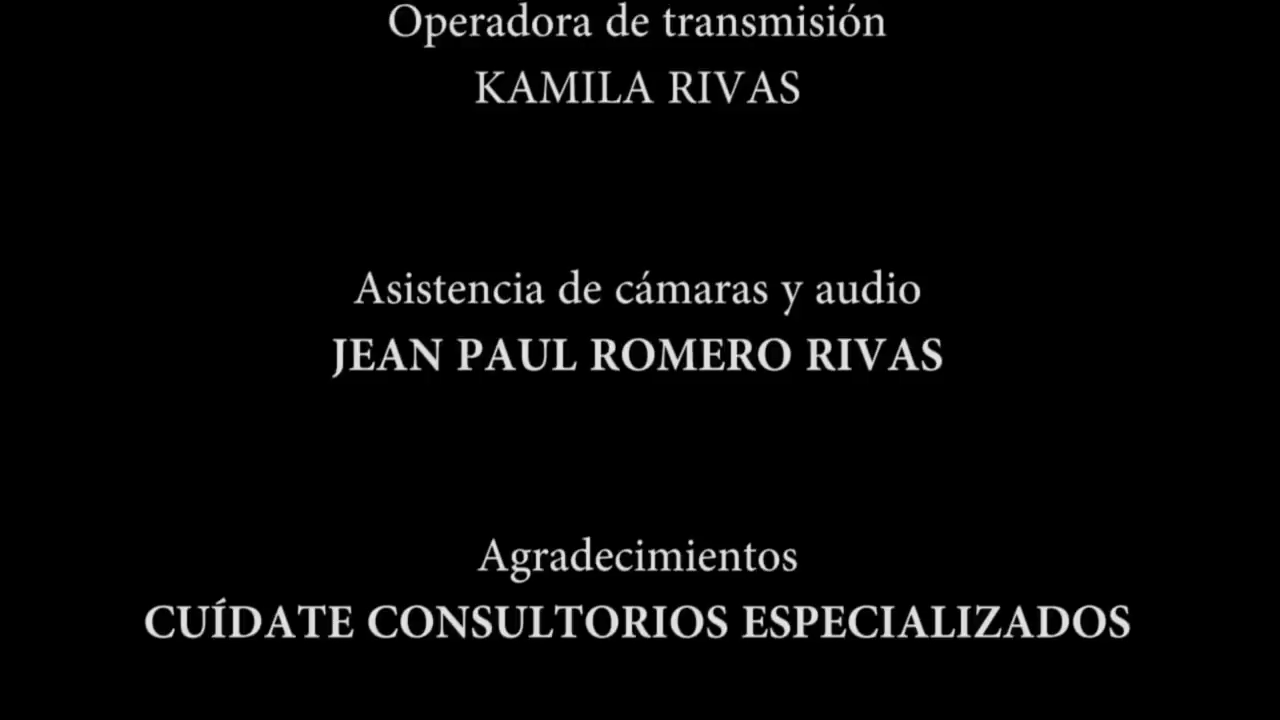 Operadora de transmisión
KAMILA RIVAS
Asistencia de cámaras y audio
JEAN PAUL ROMERO RIVAS
Agradecimientos
CUÍDATE CONSULTORIOS ESPECIALIZADOS